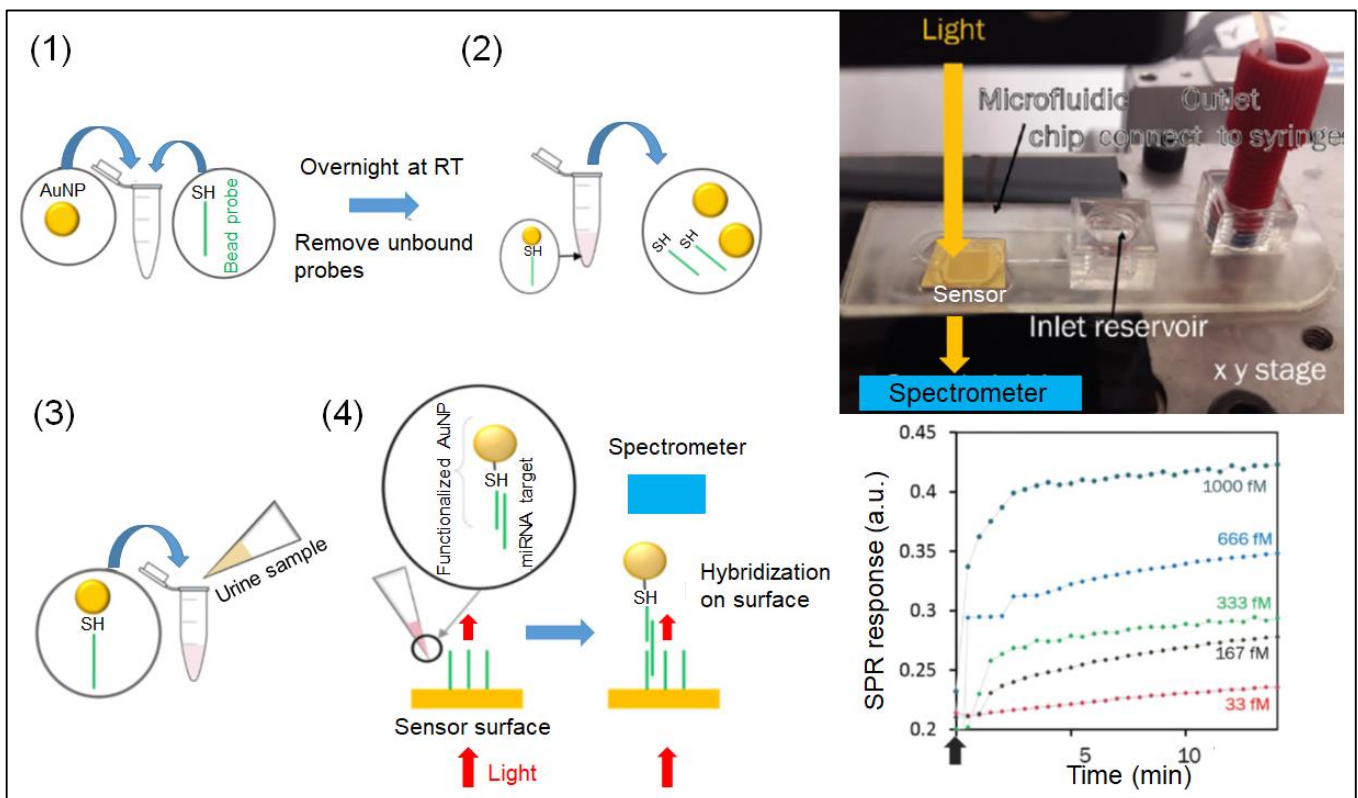 (1)
AuNP
SH
Bead probe
Overnight at RT
Remove unbound
probes
(2)
SH
SH
SH
Light
Microfluidic
chip
Outlet
connect to syringes
Sensor
Inlet reservoir
x y stage
Spectrometer
(3)
SH
Urine sample
(4)
Functionalized AuNP
SH
miRNA target
Sensor surface
Light
Spectrometer
SH
Hybridization
on surface
SPR response (a.u.)
0.45
0.4
0.35
0.3
0.25
0.2
1000 fM
666 fM
333 fM
167 fM
33 fM
5
10
Time (min)